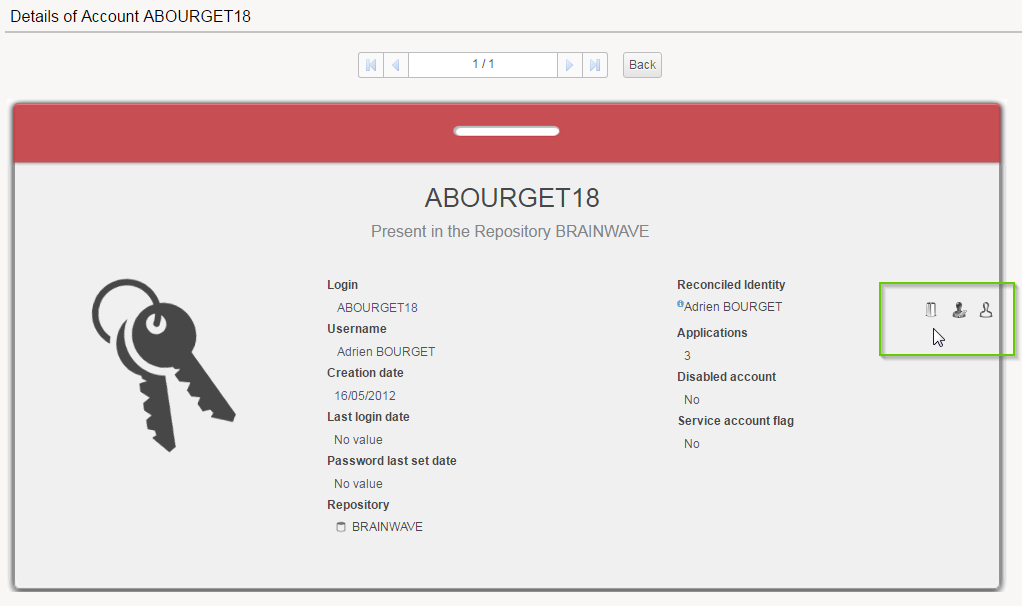 Details of Account ABOURGET18
1 / 1
Back
ABOURGET18
Present in the Repository BRAINWAVE
Login
ABOURGET18
Username
Adrien BOURGET
Creation date
16/05/2012
Last login date
No value
Password last set date
No value
Repository
BRAINWAVE
Reconciled Identity
Adrien BOURGET
Applications
3
Disabled account
No
Service account flag
No